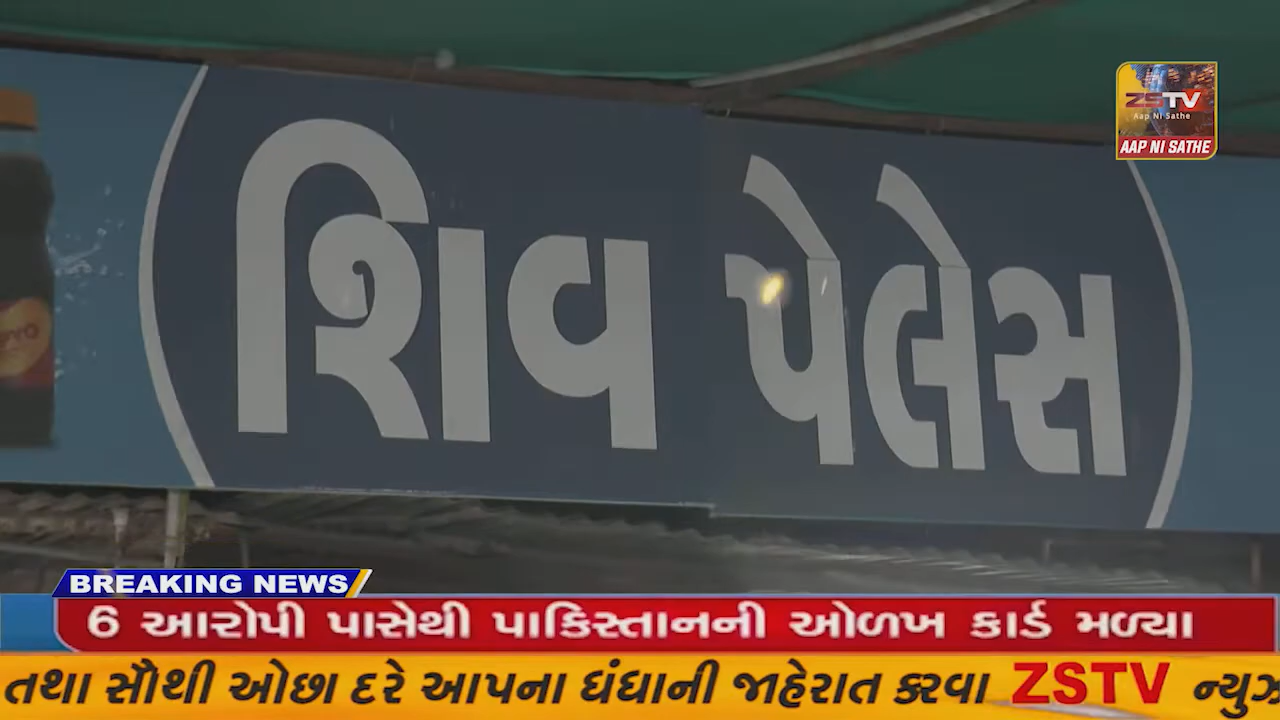 ZSTV
Aap Ni Sathe
AAP NI SATHE
શિવ પેલેસ
BREAKING NEWS
6 આરોપી પાસેથી પાકિસ્તાનની ઓળખ કાર્ડ મળ્યા
તથા સૌથી ઓછા દરે આપના ધંધાની જાહેરાત કરવા ZSTV ન્યુઝ